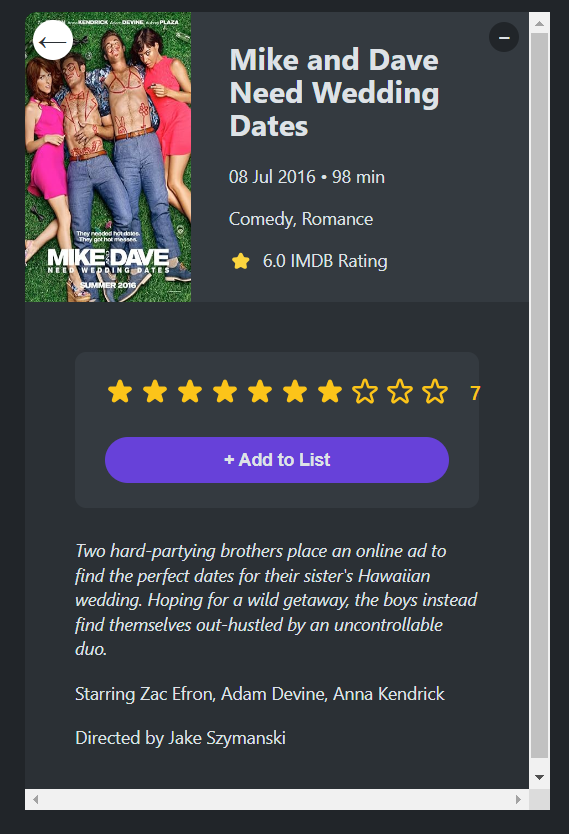 ANNA KENDRICK ADAM DEVINE, AUBREY PLAZA
←
–
Mike and Dave
Need Wedding
Dates
08 Jul 2016 • 98 min
Comedy, Romance
6.0 IMDB Rating
They needed hot dates.
They got hot messes.
MIKE AND DAVE
NEED WEDDING DATES
SUMMER 2016
7
+ Add to List
Two hard-partying brothers place an online ad to
find the perfect dates for their sister's Hawaiian
wedding. Hoping for a wild getaway, the boys instead
find themselves out-hustled by an uncontrollable
duo.
Starring Zac Efron, Adam Devine, Anna Kendrick
Directed by Jake Szymanski